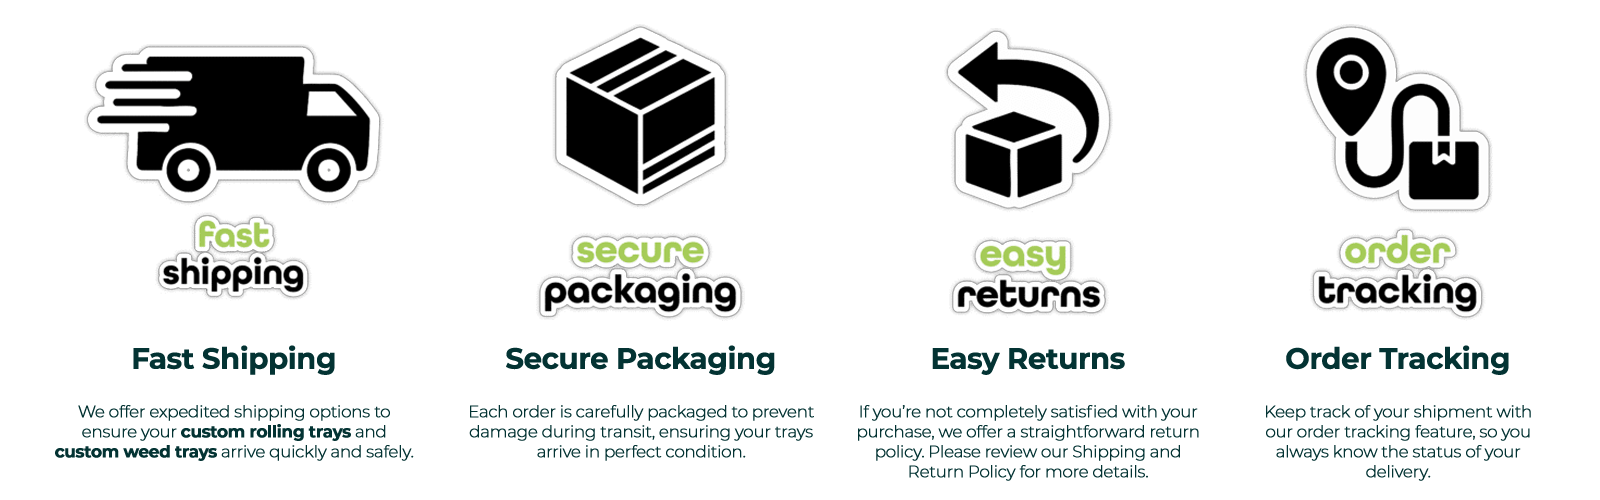 fast
shipping
secure
packaging
easy
returns
order
tracking
Fast Shipping
Secure Packaging
Easy Returns
Order Tracking
We offer expedited shipping options to
ensure your custom rolling trays and
custom weed trays arrive quickly and safely.
Each order is carefully packaged to prevent
damage during transit, ensuring your trays
arrive in perfect condition.
If you’re not completely satisfied with your
purchase, we offer a straightforward return
policy. Please review our Shipping and
Return Policy for more details.
Keep track of your shipment with
our order tracking feature, so you
always know the status of your
delivery.